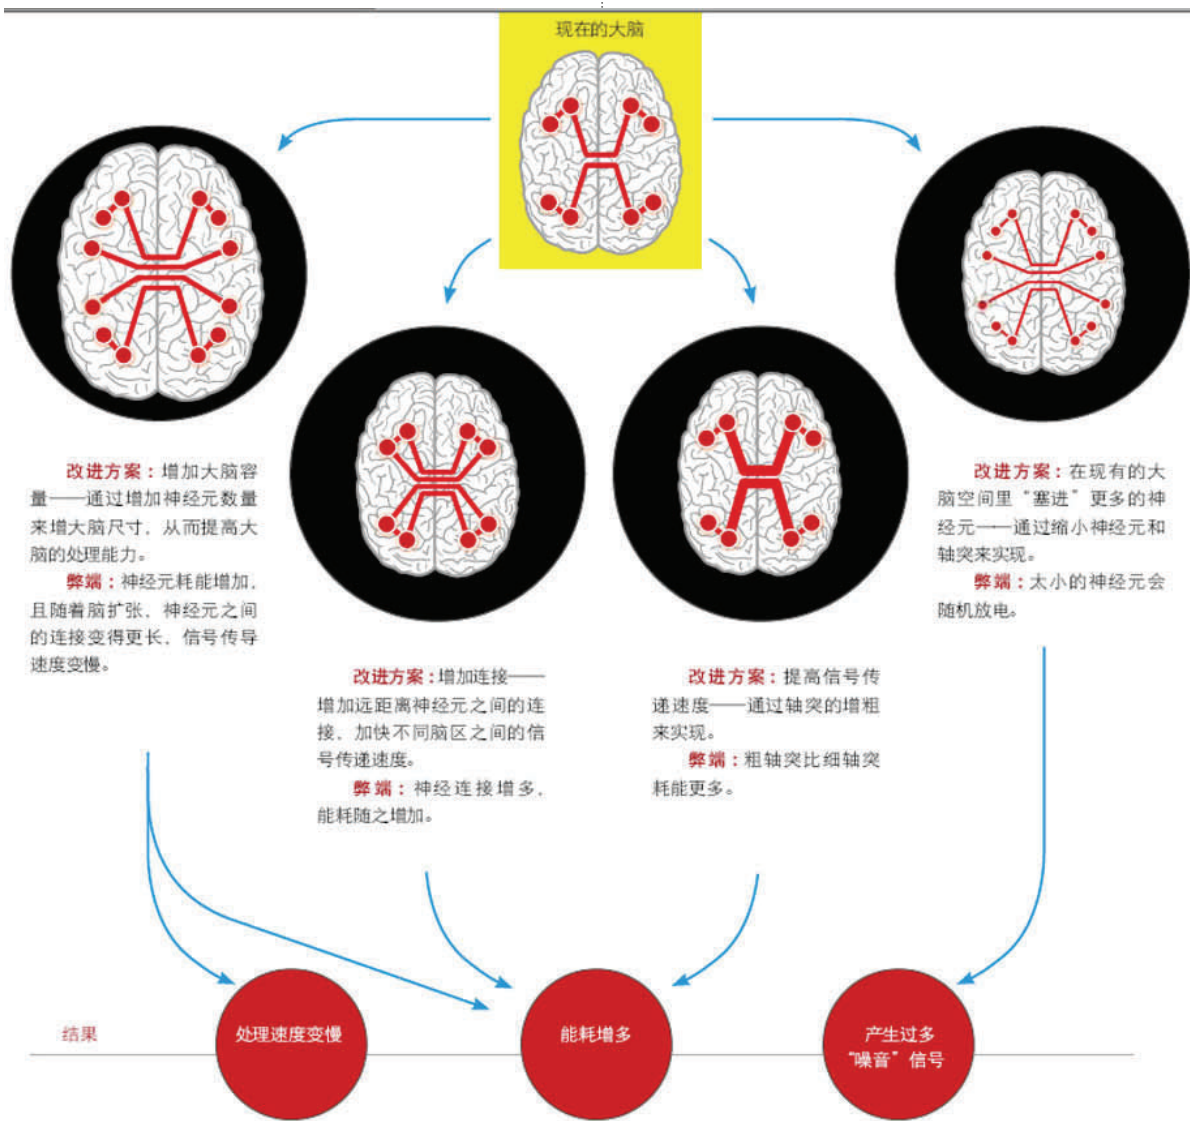 现在的大脑
改进方案：增加大脑容
量——通过增加神经元数量
来增大脑尺寸，从而提高大
脑的处理能力。
弊端：神经元耗能增加，
且随着脑扩张，神经元之间
的连接变得更长，信号传导
速度变慢。
改进方案：增加连接——
增加远距离神经元之间的连
接，加快不同脑区之间的信
号传递速度。
弊端：神经连接增多，
能耗随之增加。
改进方案：提高信号传
递速度——通过轴突的增粗
来实现。
弊端：粗轴突比细轴突
耗能更多。
改进方案：在现有的大
脑空间里“塞进”更多的神
经元——通过缩小神经元和
轴突来实现。
弊端：太小的神经元会
随机放电。
结果
处理速度变慢
能耗增多
产生过多
“噪音”信号